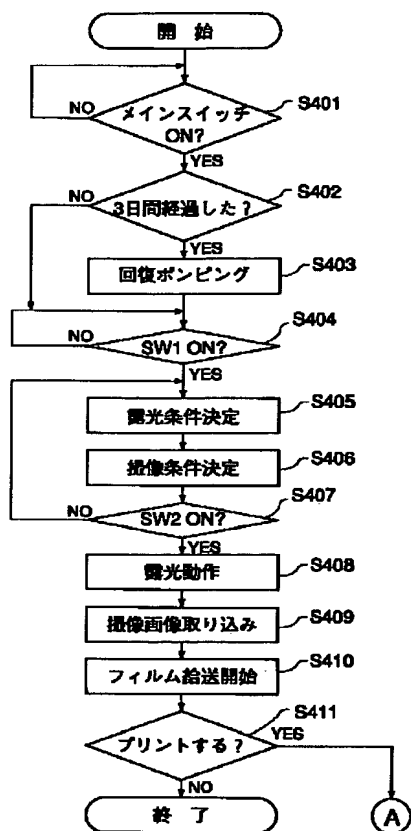 開 始
メインスイッチ
ON?
S401
NO
YES
3日間経過した?
S402
NO
YES
回復ポンピング
S403
SW1 ON?
S404
NO
YES
露光条件決定
S405
撮像条件決定
S406
SW2 ON?
S407
NO
YES
露光動作
S408
撮像画像取り込み
S409
フィルム給送開始
S410
プリントする?
S411
YES
NO
終 了
A